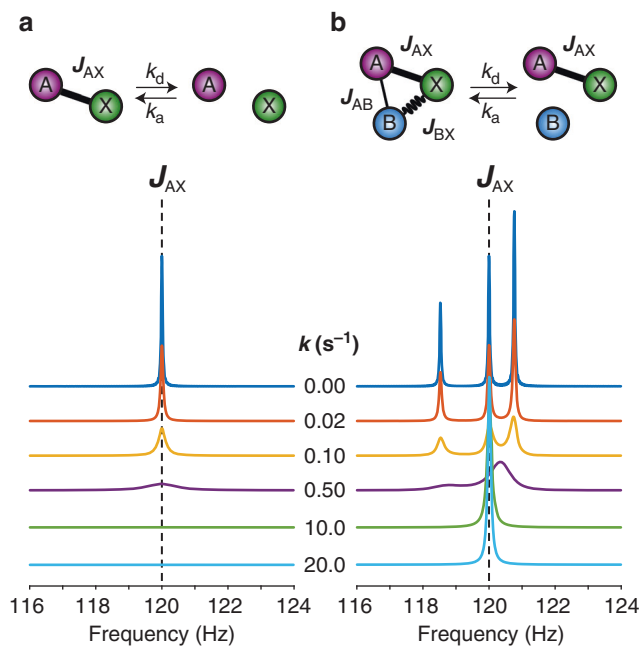 a
J_AX
A
X
k_d
k_a
A
X
b
J_AX
A
X
B
J_AB
J_BX
k_d
k_a
J_AX
A
X
B
J_AX
J_AX
k (s⁻¹)
0.00
0.02
0.10
0.50
10.0
20.0
116 118 120 122 124
Frequency (Hz)
116 118 120 122 124
Frequency (Hz)